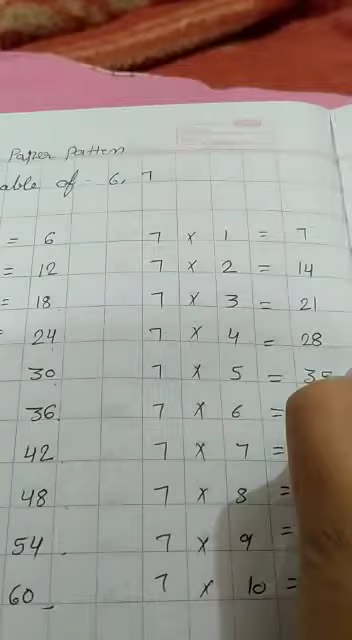 Paper Pattern
able of - 6, 7
= 6 7 x 1 = 7
= 12 7 x 2 = 14
= 18 7 x 3 = 21
= 24 7 x 4 = 28
30 7 x 5 = 35
36 7 x 6 =
42 7 x 7 =
48 7 x 8 =
54 7 x 9 =
60 7 x 10 =